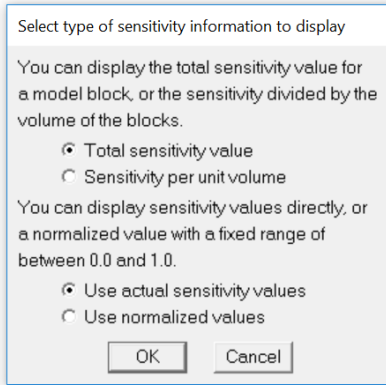 Select type of sensitivity information to display
You can display the total sensitivity value for
a model block, or the sensitivity divided by the
volume of the blocks.
Total sensitivity value
Sensitivity per unit volume
You can display sensitivity values directly, or
a normalized value with a fixed range of
between 0.0 and 1.0.
Use actual sensitivity values
Use normalized values
OK Cancel